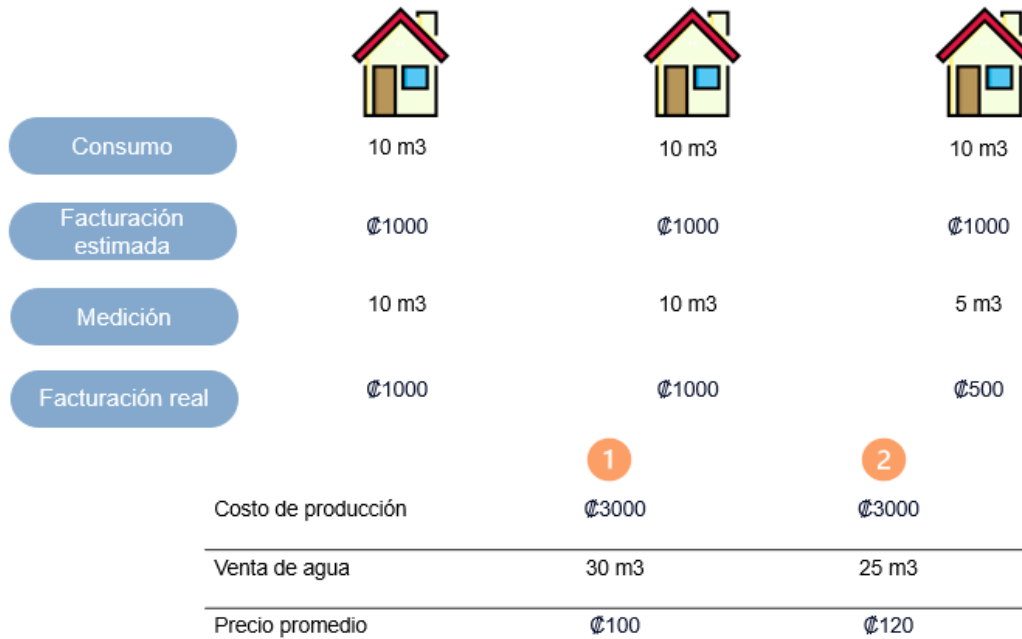 Consumo 10 m3 10 m3 10 m3
Facturación
estimada
₡1000 ₡1000 ₡1000
Medición 10 m3 10 m3 5 m3
Facturación real ₡1000 ₡1000 ₡500
1 2
Costo de producción ₡3000 ₡3000
Venta de agua 30 m3 25 m3
Precio promedio ₡100 ₡120